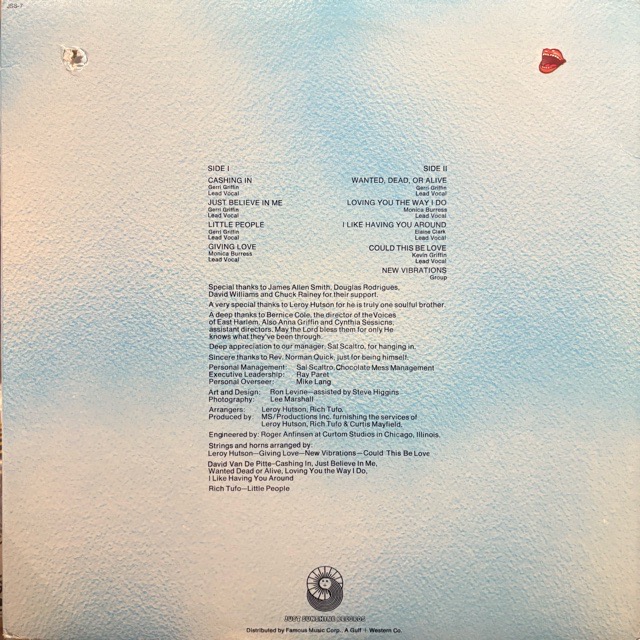 JSS-7
SIDE I
CASHING IN
Gerri Griffin
Lead Vocal
JUST BELIEVE IN ME
Gerri Griffin
Lead Vocal
LITTLE PEOPLE
Gerri Griffin
Lead Vocal
GIVING LOVE
Monica Burress
Lead Vocal
SIDE II
WANTED, DEAD, OR ALIVE
Gerri Griffin
Lead Vocal
LOVING YOU THE WAY I DO
Monica Burress
Lead Vocal
I LIKE HAVING YOU AROUND
Elaine Clark
Lead Vocal
COULD THIS BE LOVE
Kevin Griffin
Lead Vocal
NEW VIBRATIONS
Group
Special thanks to James Allen Smith, Douglas Rodrigues,
David Williams and Chuck Rainey for their support.
A very special thanks to Leroy Hutson for he is truly one soulful brother.
A deep thanks to Bernice Cole, the director of the Voices
of East Harlem. Also Anna Griffin and Cynthia Sessions;
assistant directors. May the Lord bless them for only He
knows what they've been through.
Deep appreciation to our manager, Sal Scaltro, for hanging in.
Sincere thanks to Rev. Norman Quick, just for being himself.
Personal Management: Sal Scaltro, Chocolate Mess Management
Executive Leadership: Ray Paret
Personal Overseer: Mike Lang
Art and Design: Ron Levine—assisted by Steve Higgins
Photography: Lee Marshall
Arrangers: Leroy Hutson, Rich Tufo.
Produced by: MS/Productions Inc. furnishing the services of
Leroy Hutson, Rich Tufo & Curtis Mayfield.
Engineered by: Roger Anfinsen at Curtom Studios in Chicago, Illinois.
Strings and horns arranged by:
Leroy Hutson—Giving Love—New Vibrations—Could This Be Love
David Van De Pitte-Cashing In, Just Believe In Me,
Wanted Dead or Alive, Loving You the Way I Do,
I Like Having You Around
Rich Tufo—Little People
JUST SUNSHINE RECORDS
Distributed by Famous Music Corp., A Gulf + Western Co.